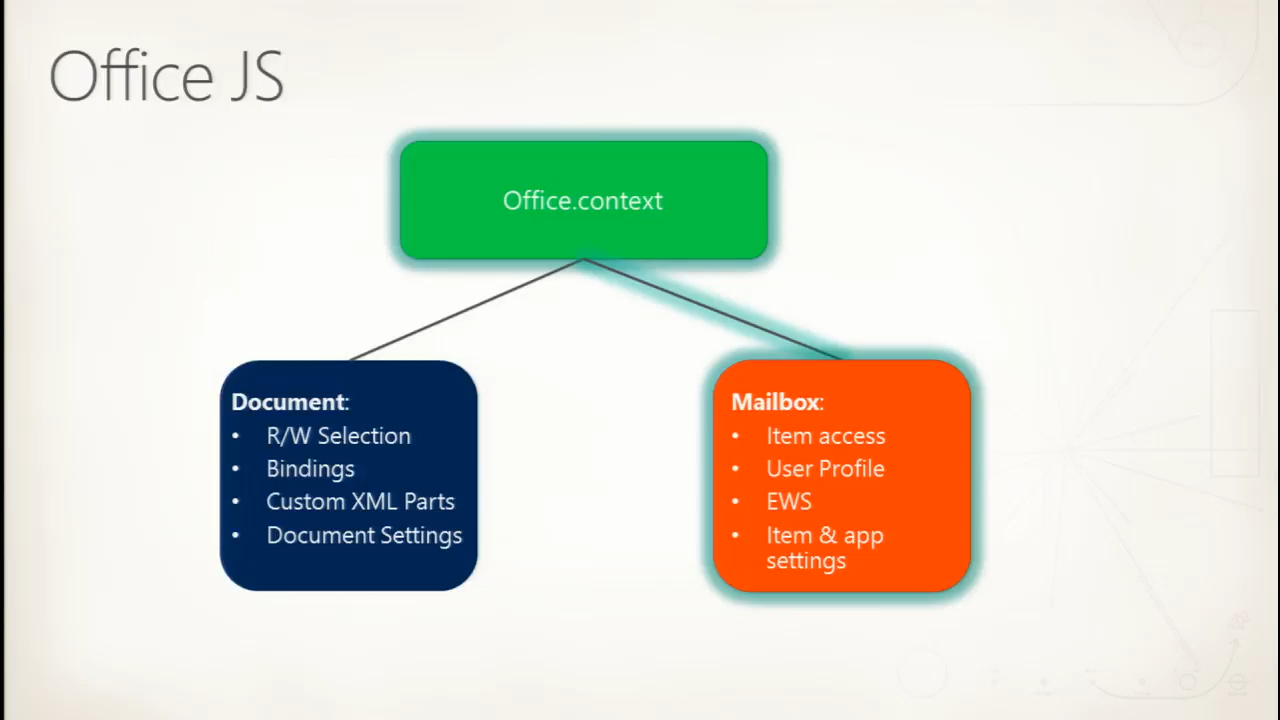 Office JS
Office.context
Document:
• R/W Selection
• Bindings
• Custom XML Parts
• Document Settings
Mailbox:
• Item access
• User Profile
• EWS
• Item & app
settings